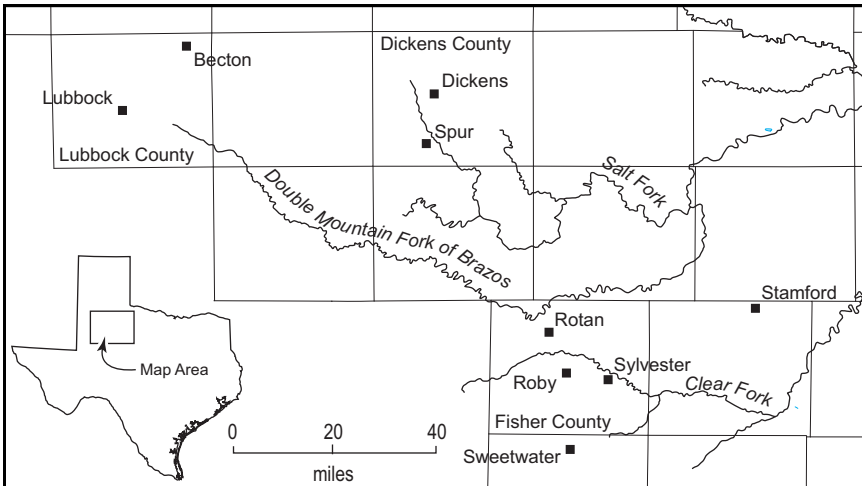 Becton
Dickens County
Dickens
Lubbock
Spur
Lubbock County
Salt Fork
Double Mountain Fork of Brazos
Stamford
Rotan
Sylvester
Roby
Clear Fork
Map Area
Fisher County
0 20 40
miles
Sweetwater